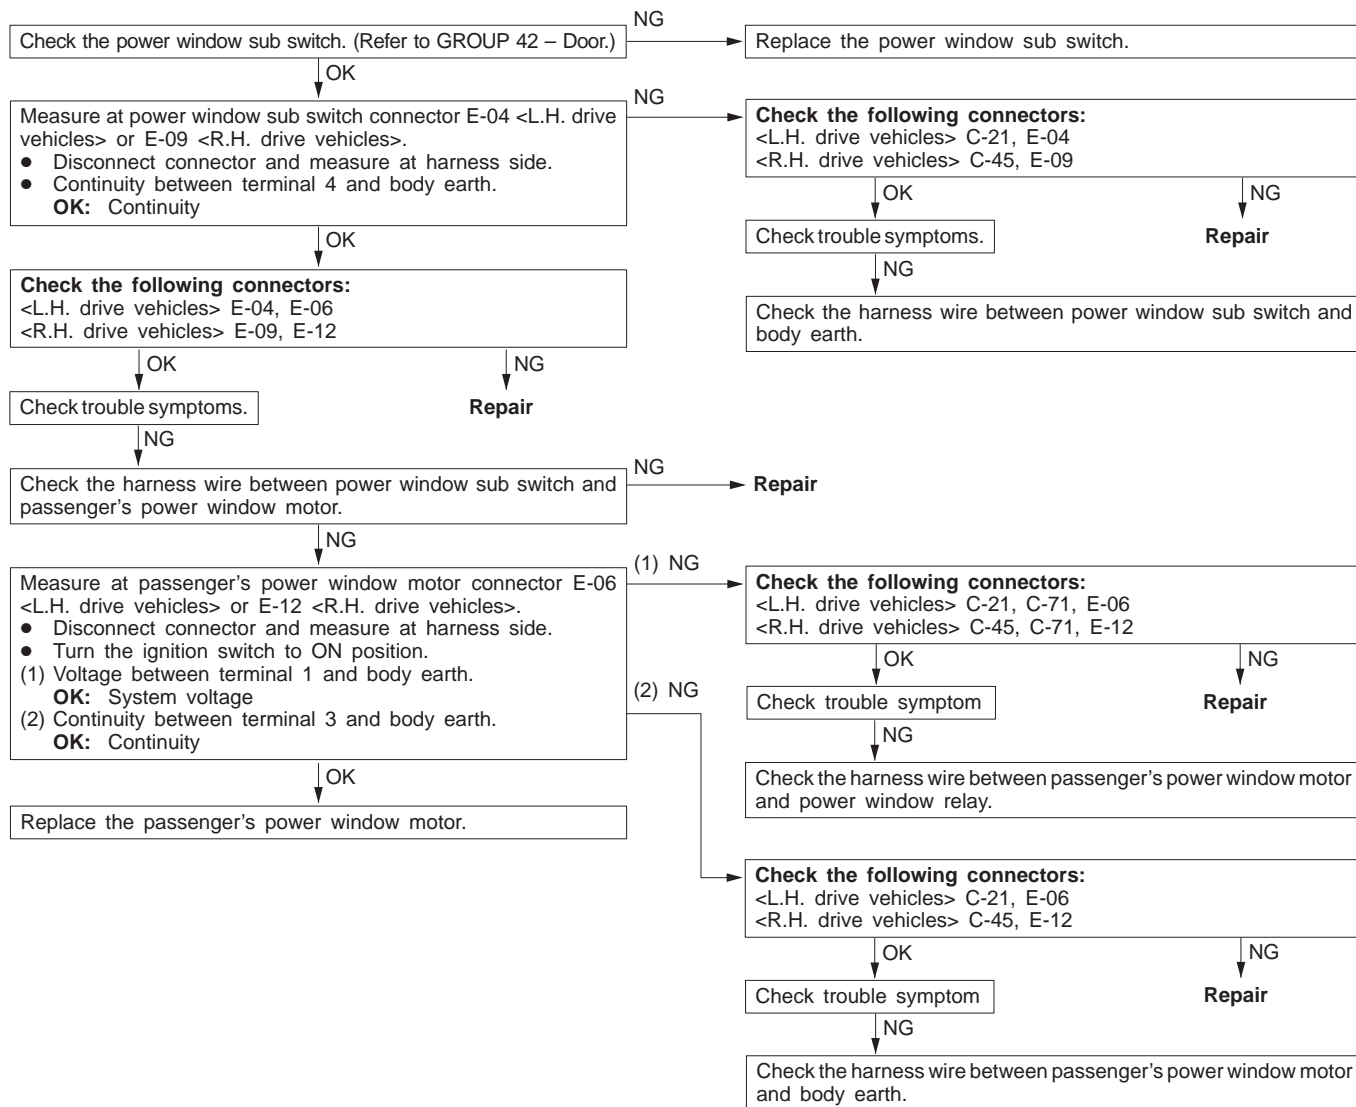 Check the power window sub switch. (Refer to GROUP 42 – Door.)
NG
Replace the power window sub switch.
OK
Measure at power window sub switch connector E-04 <L.H. drive
vehicles> or E-09 <R.H. drive vehicles>.
● Disconnect connector and measure at harness side.
● Continuity between terminal 4 and body earth.
OK: Continuity
NG
Check the following connectors:
<L.H. drive vehicles> C-21, E-04
<R.H. drive vehicles> C-45, E-09
OK
NG
Check trouble symptoms.
Repair
NG
Check the harness wire between power window sub switch and
body earth.
OK
Check the following connectors:
<L.H. drive vehicles> E-04, E-06
<R.H. drive vehicles> E-09, E-12
OK
NG
Check trouble symptoms.
Repair
NG
Check the harness wire between power window sub switch and
passenger's power window motor.
NG
Repair
NG
Measure at passenger's power window motor connector E-06
<L.H. drive vehicles> or E-12 <R.H. drive vehicles>.
● Disconnect connector and measure at harness side.
● Turn the ignition switch to ON position.
(1) Voltage between terminal 1 and body earth.
OK: System voltage
(2) Continuity between terminal 3 and body earth.
OK: Continuity
(1) NG
Check the following connectors:
<L.H. drive vehicles> C-21, C-71, E-06
<R.H. drive vehicles> C-45, C-71, E-12
OK
NG
Check trouble symptom
Repair
NG
Check the harness wire between passenger's power window motor
and power window relay.
(2) NG
OK
Replace the passenger's power window motor.
Check the following connectors:
<L.H. drive vehicles> C-21, E-06
<R.H. drive vehicles> C-45, E-12
OK
NG
Check trouble symptom
Repair
NG
Check the harness wire between passenger's power window motor
and body earth.